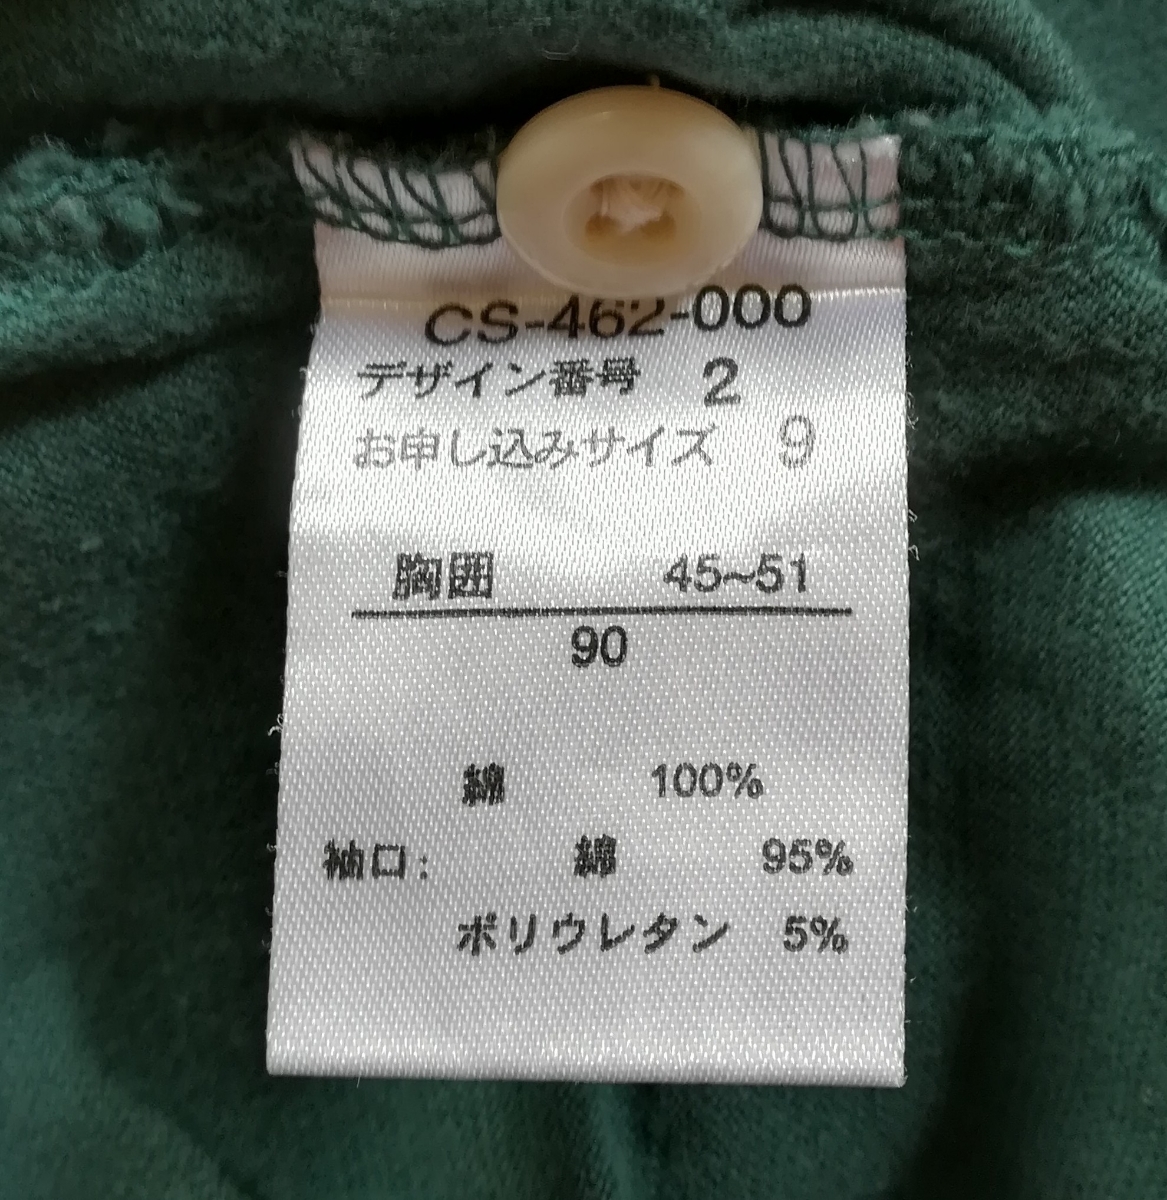 CS-462-000
デザイン番号 2
お申し込みサイズ 9
胸囲 45~51
90
綿 100%
袖口: 綿 95%
ポリウレタン 5%